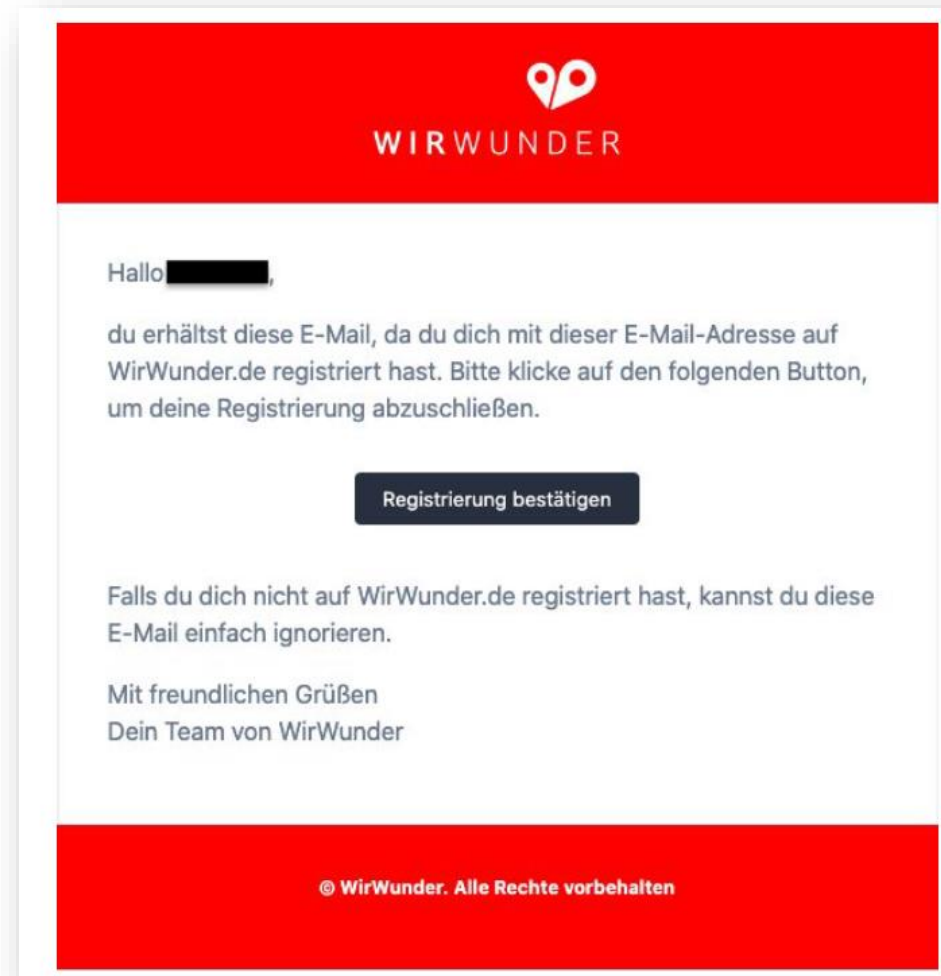 WIRWUNDER
Hallo ,
du erhältst diese E-Mail, da du dich mit dieser E-Mail-Adresse auf
WirWunder.de registriert hast. Bitte klicke auf den folgenden Button,
um deine Registrierung abzuschließen.
Registrierung bestätigen
Falls du dich nicht auf WirWunder.de registriert hast, kannst du diese
E-Mail einfach ignorieren.
Mit freundlichen Grüßen
Dein Team von WirWunder
© WirWunder. Alle Rechte vorbehalten